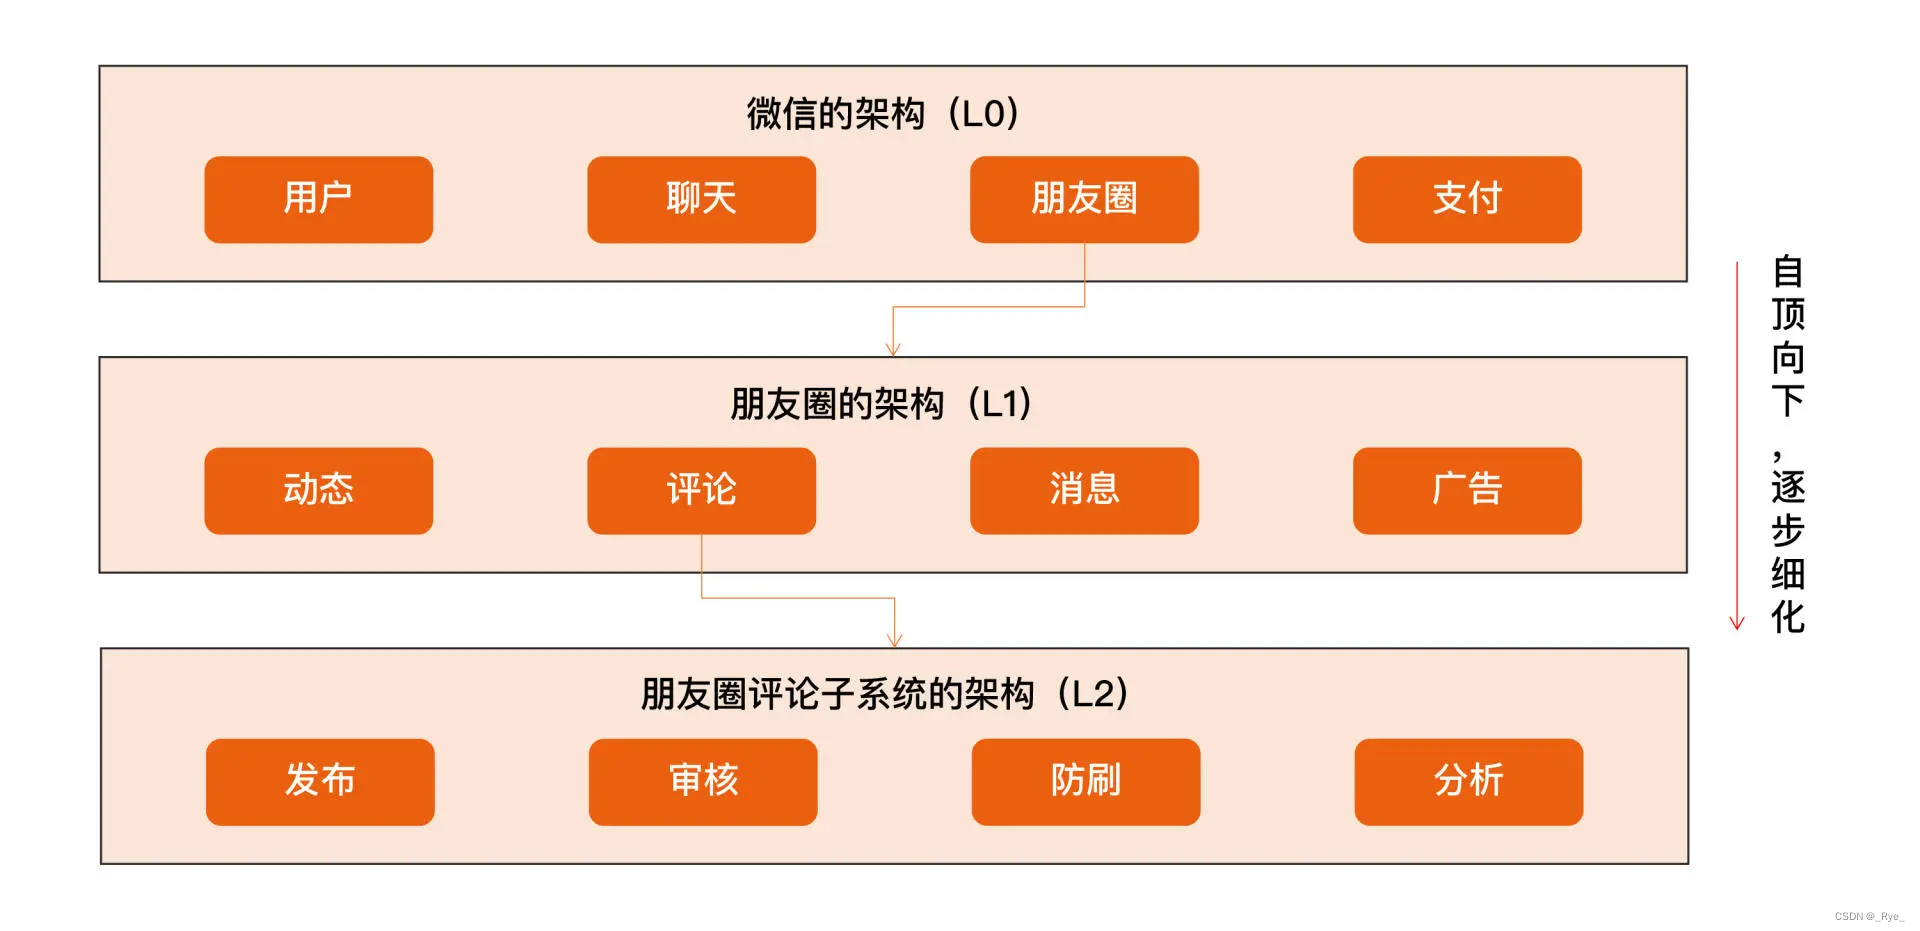 微信的架构（L0）
用户
聊天
朋友圈
支付
朋友圈的架构（L1）
动态
评论
消息
广告
朋友圈评论子系统的架构（L2）
发布
审核
防刷
分析
自顶向下，逐步细化
CSDN @_Rye_